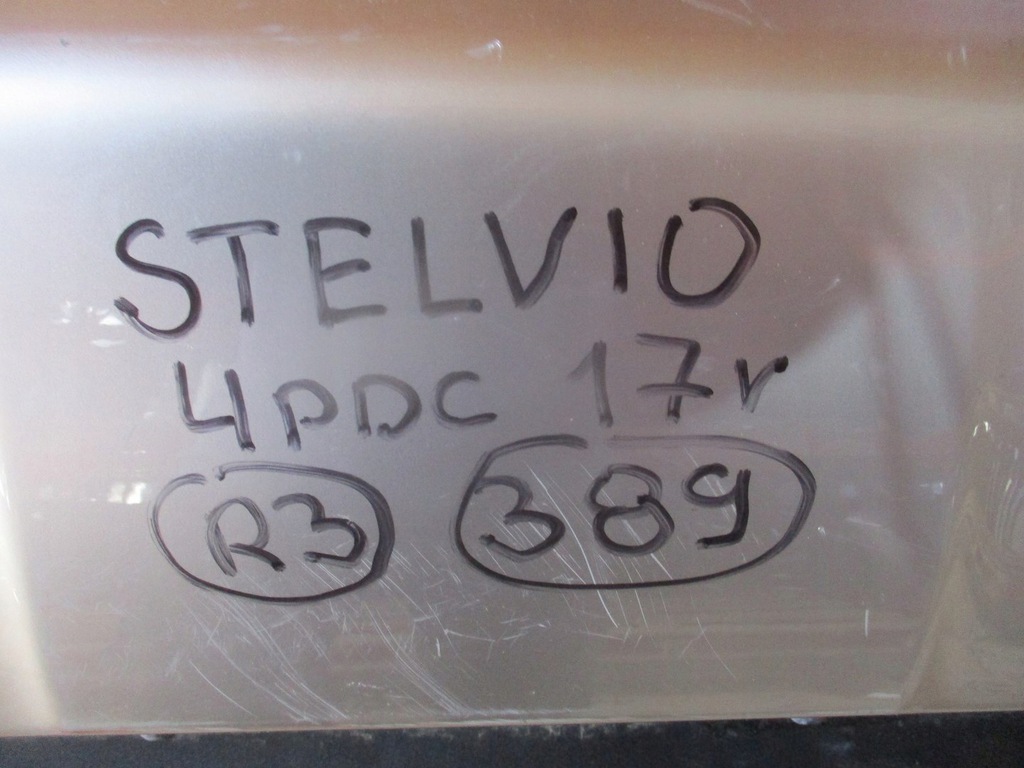 STELVIO
4PDC 17r
R3 389